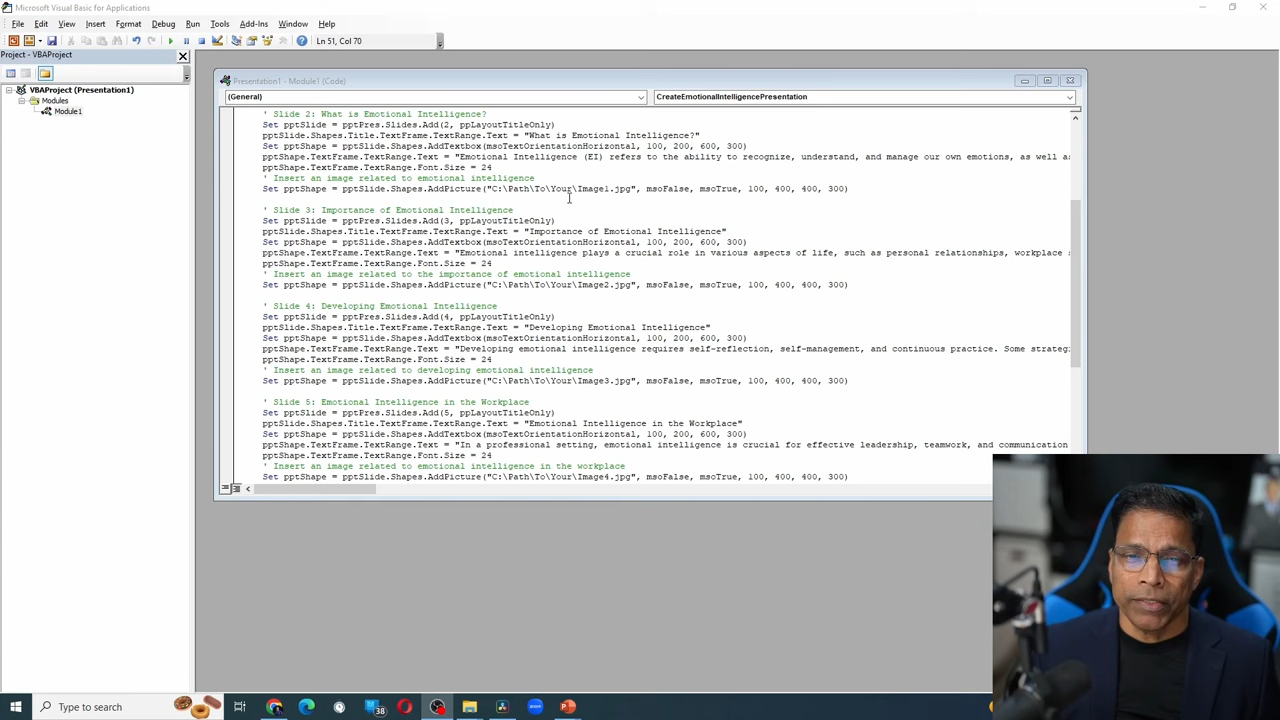 Microsoft Visual Basic for Applications
File Edit View Insert Format Debug Run Tools Add-Ins Window Help
Ln 51, Col 70
Project - VBAProject
VBAProject (Presentation1)
Modules
Module1
Presentation1 - Module1 (Code)
(General) CreateEmotionalIntelligencePresentation
' Slide 2: What is Emotional Intelligence?
Set pptSlide = pptPres.Slides.Add(2, ppLayoutTitleOnly)
pptSlide.Shapes.Title.TextFrame.TextRange.Text = "What is Emotional Intelligence?"
Set pptShape = pptSlide.Shapes.AddTextbox(msoTextOrientationHorizontal, 100, 200, 600, 300)
pptShape.TextFrame.TextRange.Text = "Emotional Intelligence (EI) refers to the ability to recognize, understand, and manage our own emotions, as well as
pptShape.TextFrame.TextRange.Font.Size = 24
' Insert an image related to emotional intelligence
Set pptShape = pptSlide.Shapes.AddPicture("C:\Path\To\Your\Image1.jpg", msoFalse, msoTrue, 100, 400, 400, 300)
' Slide 3: Importance of Emotional Intelligence
Set pptSlide = pptPres.Slides.Add(3, ppLayoutTitleOnly)
pptSlide.Shapes.Title.TextFrame.TextRange.Text = "Importance of Emotional Intelligence"
Set pptShape = pptSlide.Shapes.AddTextbox(msoTextOrientationHorizontal, 100, 200, 600, 300)
pptShape.TextFrame.TextRange.Text = "Emotional intelligence plays a crucial role in various aspects of life, such as personal relationships, workplace s
pptShape.TextFrame.TextRange.Font.Size = 24
' Insert an image related to the importance of emotional intelligence
Set pptShape = pptSlide.Shapes.AddPicture("C:\Path\To\Your\Image2.jpg", msoFalse, msoTrue, 100, 400, 400, 300)
' Slide 4: Developing Emotional Intelligence
Set pptSlide = pptPres.Slides.Add(4, ppLayoutTitleOnly)
pptSlide.Shapes.Title.TextFrame.TextRange.Text = "Developing Emotional Intelligence"
Set pptShape = pptSlide.Shapes.AddTextbox(msoTextOrientationHorizontal, 100, 200, 600, 300)
pptShape.TextFrame.TextRange.Text = "Developing emotional intelligence requires self-reflection, self-management, and continuous practice. Some strateg
pptShape.TextFrame.TextRange.Font.Size = 24
' Insert an image related to developing emotional intelligence
Set pptShape = pptSlide.Shapes.AddPicture("C:\Path\To\Your\Image3.jpg", msoFalse, msoTrue, 100, 400, 400, 300)
' Slide 5: Emotional Intelligence in the Workplace
Set pptSlide = pptPres.Slides.Add(5, ppLayoutTitleOnly)
pptSlide.Shapes.Title.TextFrame.TextRange.Text = "Emotional Intelligence in the Workplace"
Set pptShape = pptSlide.Shapes.AddTextbox(msoTextOrientationHorizontal, 100, 200, 600, 300)
pptShape.TextFrame.TextRange.Text = "In a professional setting, emotional intelligence is crucial for effective leadership, teamwork, and communication
pptShape.TextFrame.TextRange.Font.Size = 24
' Insert an image related to emotional intelligence in the workplace
Set pptShape = pptSlide.Shapes.AddPicture("C:\Path\To\Your\Image4.jpg", msoFalse, msoTrue, 100, 400, 400, 300)
Type here to search
38
zoom